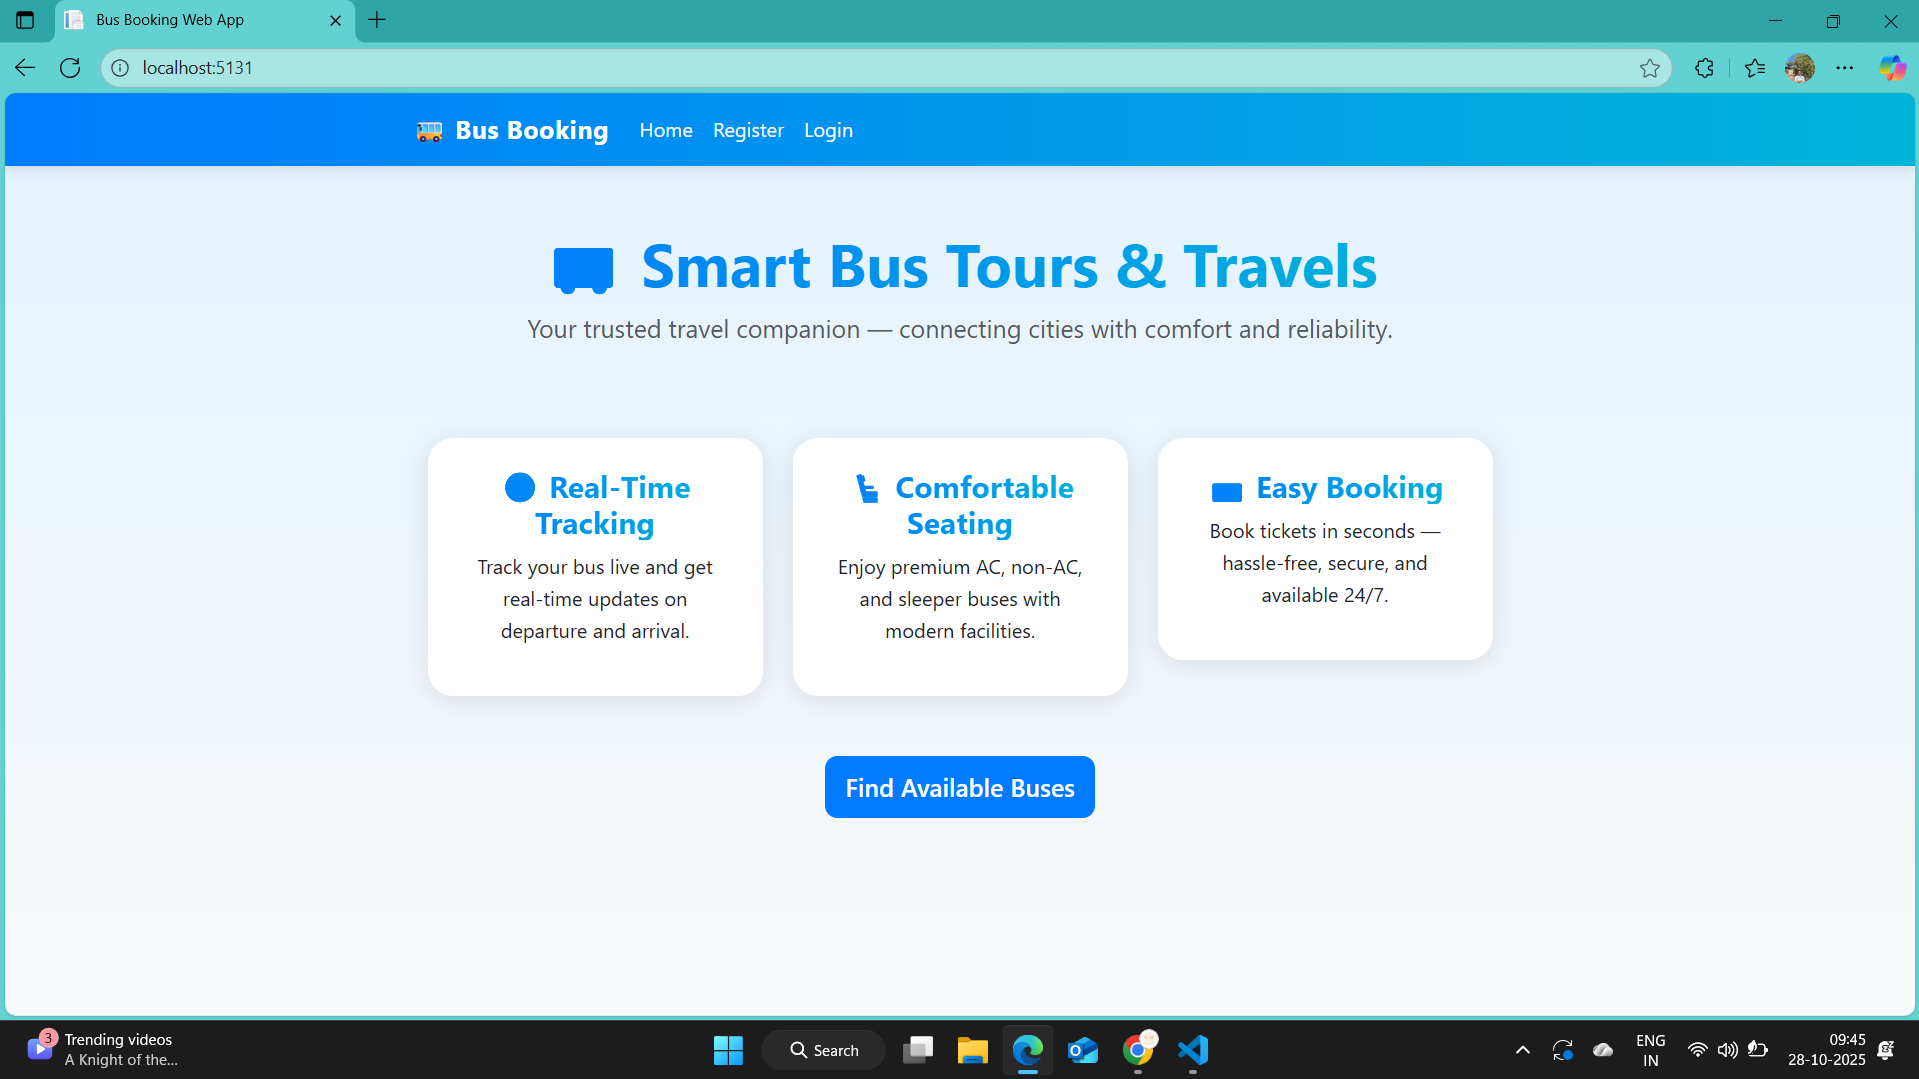 Bus Booking Web App
localhost:5131
Bus Booking Home Register Login
Smart Bus Tours & Travels
Your trusted travel companion — connecting cities with comfort and reliability.
Real-Time
Tracking
Track your bus live and get
real-time updates on
departure and arrival.
Comfortable
Seating
Enjoy premium AC, non-AC,
and sleeper buses with
modern facilities.
Easy Booking
Book tickets in seconds —
hassle-free, secure, and
available 24/7.
Find Available Buses
3
Trending videos
A Knight of the...
Search
ENG
IN
09:45
28-10-2025